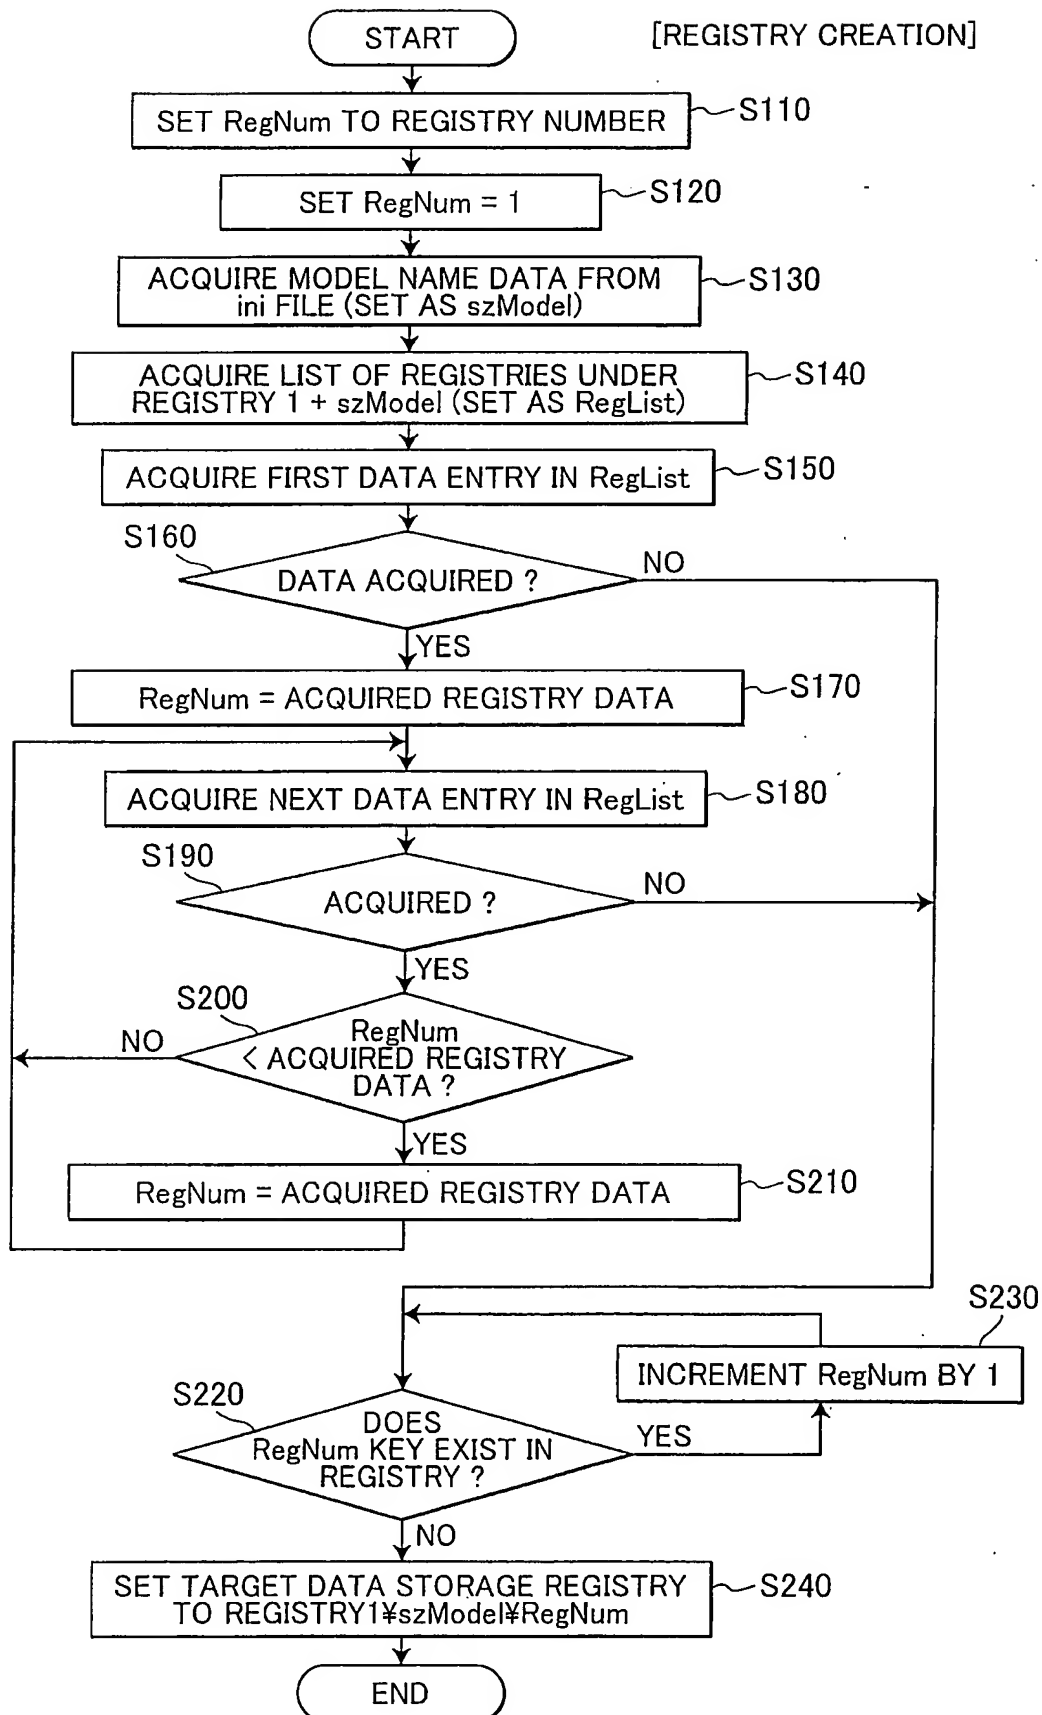 START
[REGISTRY CREATION]
SET RegNum TO REGISTRY NUMBER
S110
SET RegNum = 1
S120
ACQUIRE MODEL NAME DATA FROM
ini FILE (SET AS szModel)
S130
ACQUIRE LIST OF REGISTRIES UNDER
REGISTRY 1 + szModel (SET AS RegList)
S140
ACQUIRE FIRST DATA ENTRY IN RegList
S150
S160
DATA ACQUIRED ?
NO
YES
RegNum = ACQUIRED REGISTRY DATA
S170
ACQUIRE NEXT DATA ENTRY IN RegList
S180
S190
ACQUIRED ?
NO
YES
S200
NO
RegNum
< ACQUIRED REGISTRY
DATA ?
YES
RegNum = ACQUIRED REGISTRY DATA
S210
S230
INCREMENT RegNum BY 1
S220
DOES
RegNum KEY EXIST IN
REGISTRY ?
YES
NO
SET TARGET DATA STORAGE REGISTRY
TO REGISTRY1¥szModel¥RegNum
S240
END